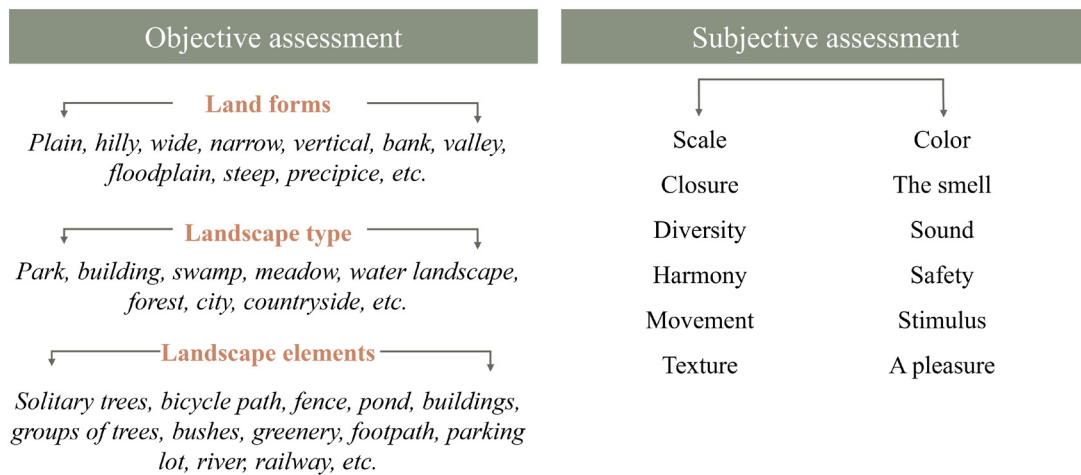 Objective assessment
Land forms
Plain, hilly, wide, narrow, vertical, bank, valley,
floodplain, steep, precipice, etc.
Landscape type
Park, building, swamp, meadow, water landscape,
forest, city, countryside, etc.
Landscape elements
Solitary trees, bicycle path, fence, pond, buildings,
groups of trees, bushes, greenery, footpath, parking
lot, river, railway, etc.
Subjective assessment
Scale
Closure
Diversity
Harmony
Movement
Texture
Color
The smell
Sound
Safety
Stimulus
A pleasure